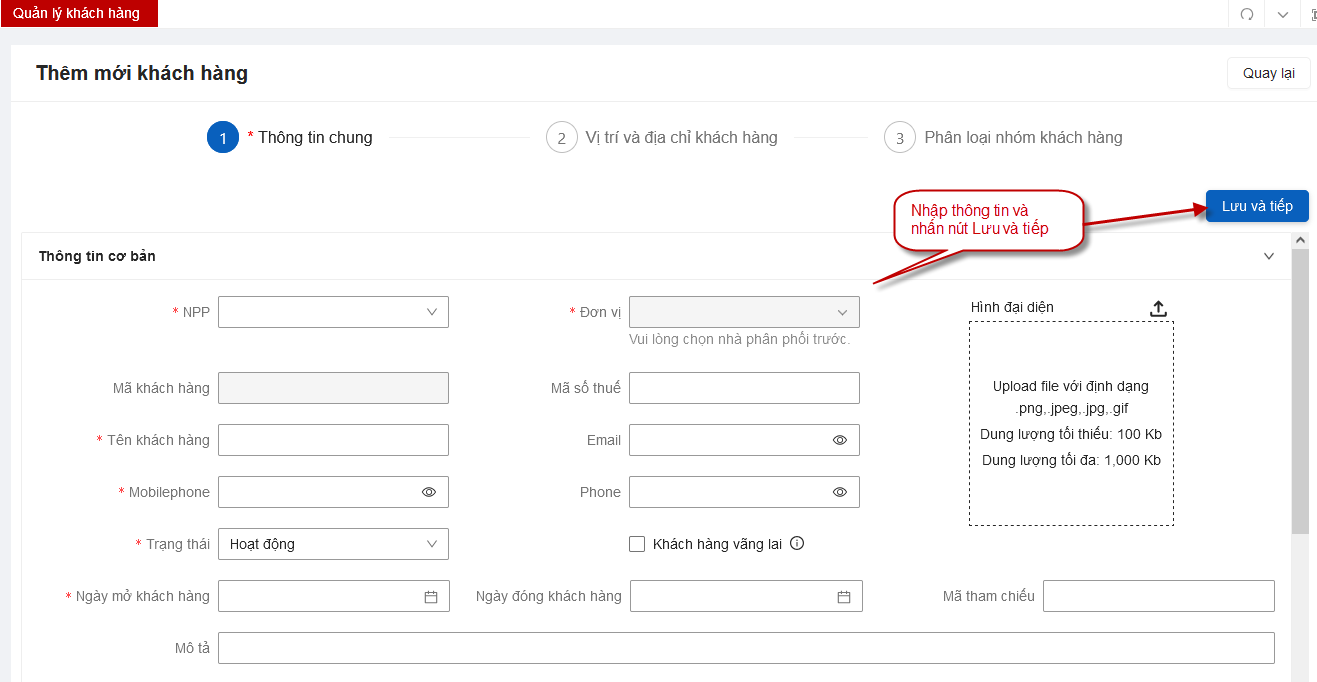 Quản lý khách hàng
Thêm mới khách hàng
Quay lại
1 * Thông tin chung
2 Vị trí và địa chỉ khách hàng
3 Phân loại nhóm khách hàng
Nhập thông tin và
nhấn nút Lưu và tiếp
Lưu và tiếp
Thông tin cơ bản
* NPP
* Đơn vị
Vui lòng chọn nhà phân phối trước.
Hình đại diện
Upload file với định dạng
.png,.jpeg,.jpg,.gif
Dung lượng tối thiểu: 100 Kb
Dung lượng tối đa: 1,000 Kb
Mã khách hàng
Mã số thuế
* Tên khách hàng
Email
* Mobilephone
Phone
* Trạng thái Hoạt động
Khách hàng vãng lai
* Ngày mở khách hàng
Ngày đóng khách hàng
Mã tham chiếu
Mô tả